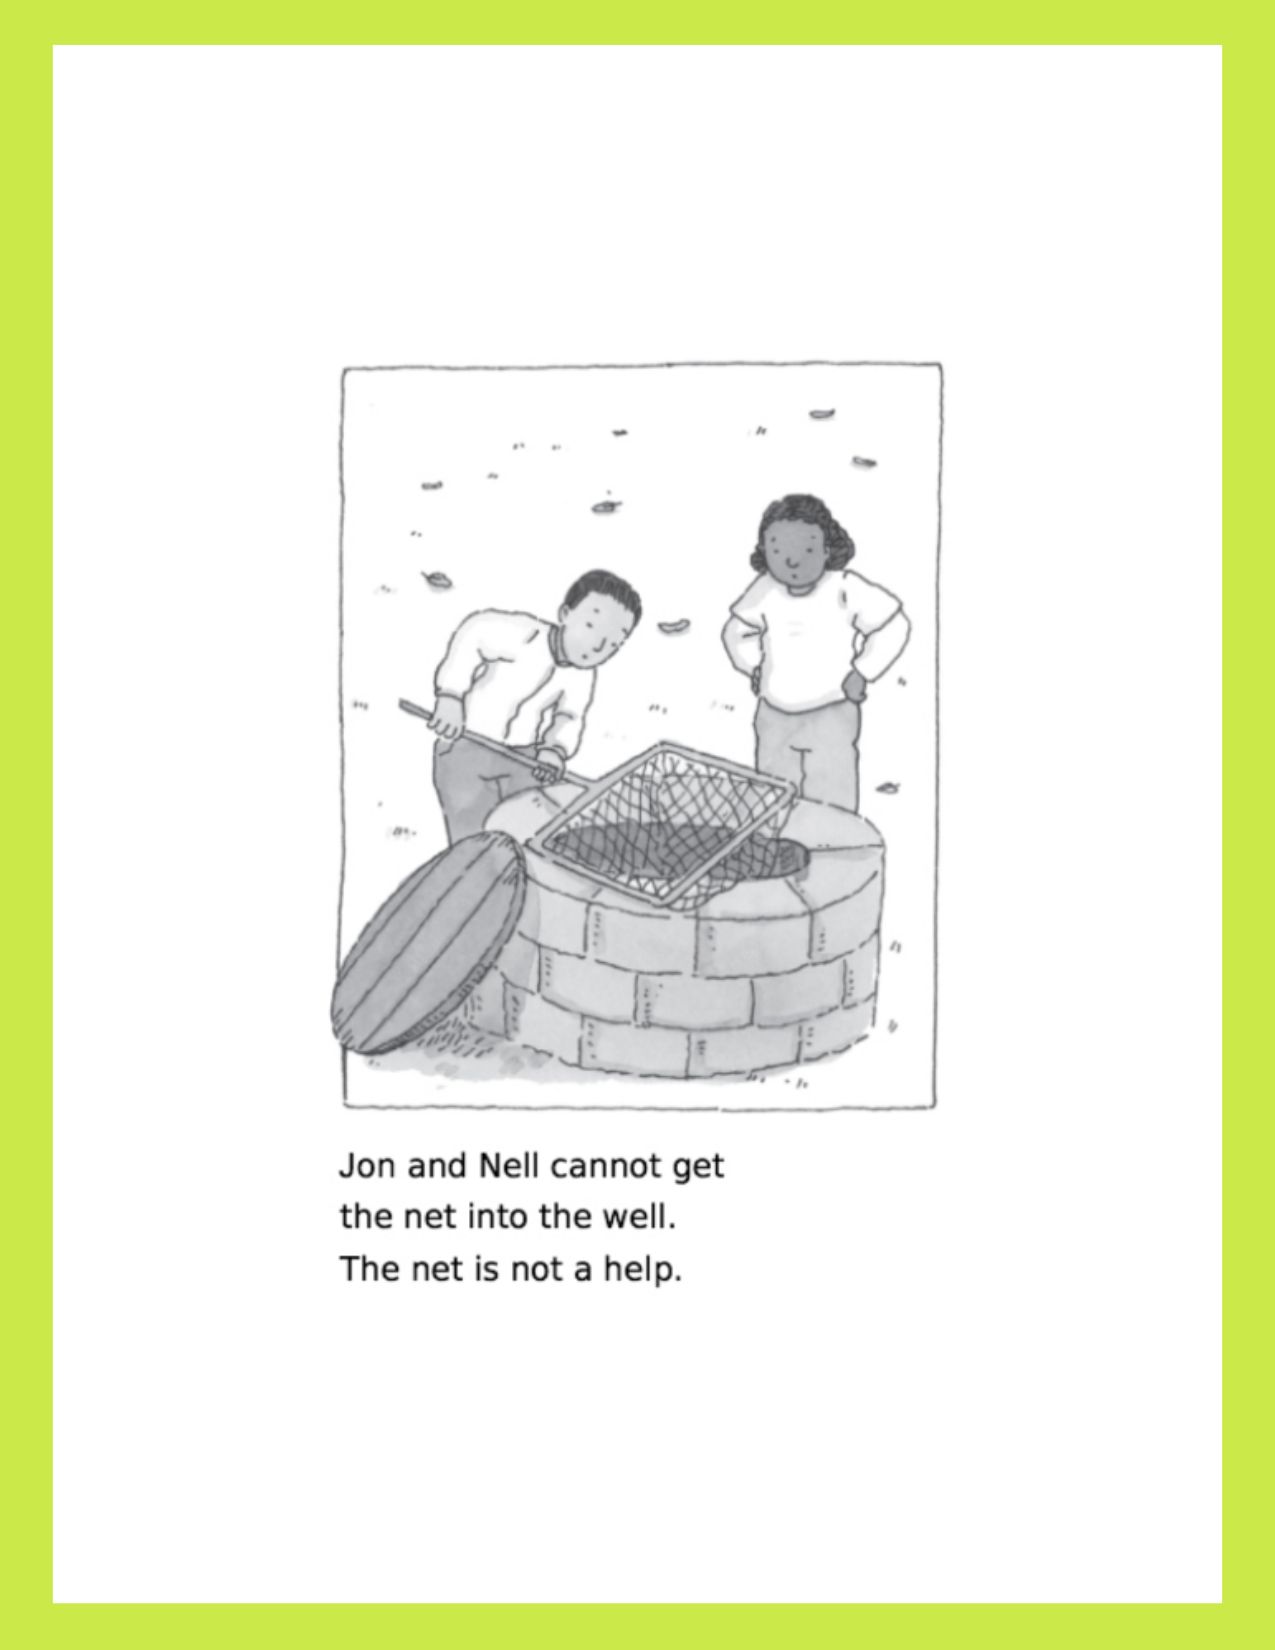 Jon and Nell cannot get
the net into the well.
The net is not a help.